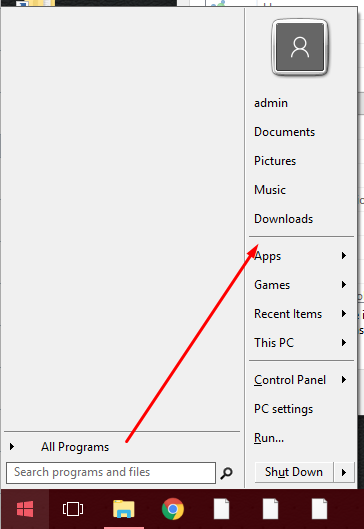 admin
Documents
Pictures
Music
Downloads
Apps
Games
Recent Items
This PC
Control Panel
PC settings
Run...
All Programs
Search programs and files
Shut Down